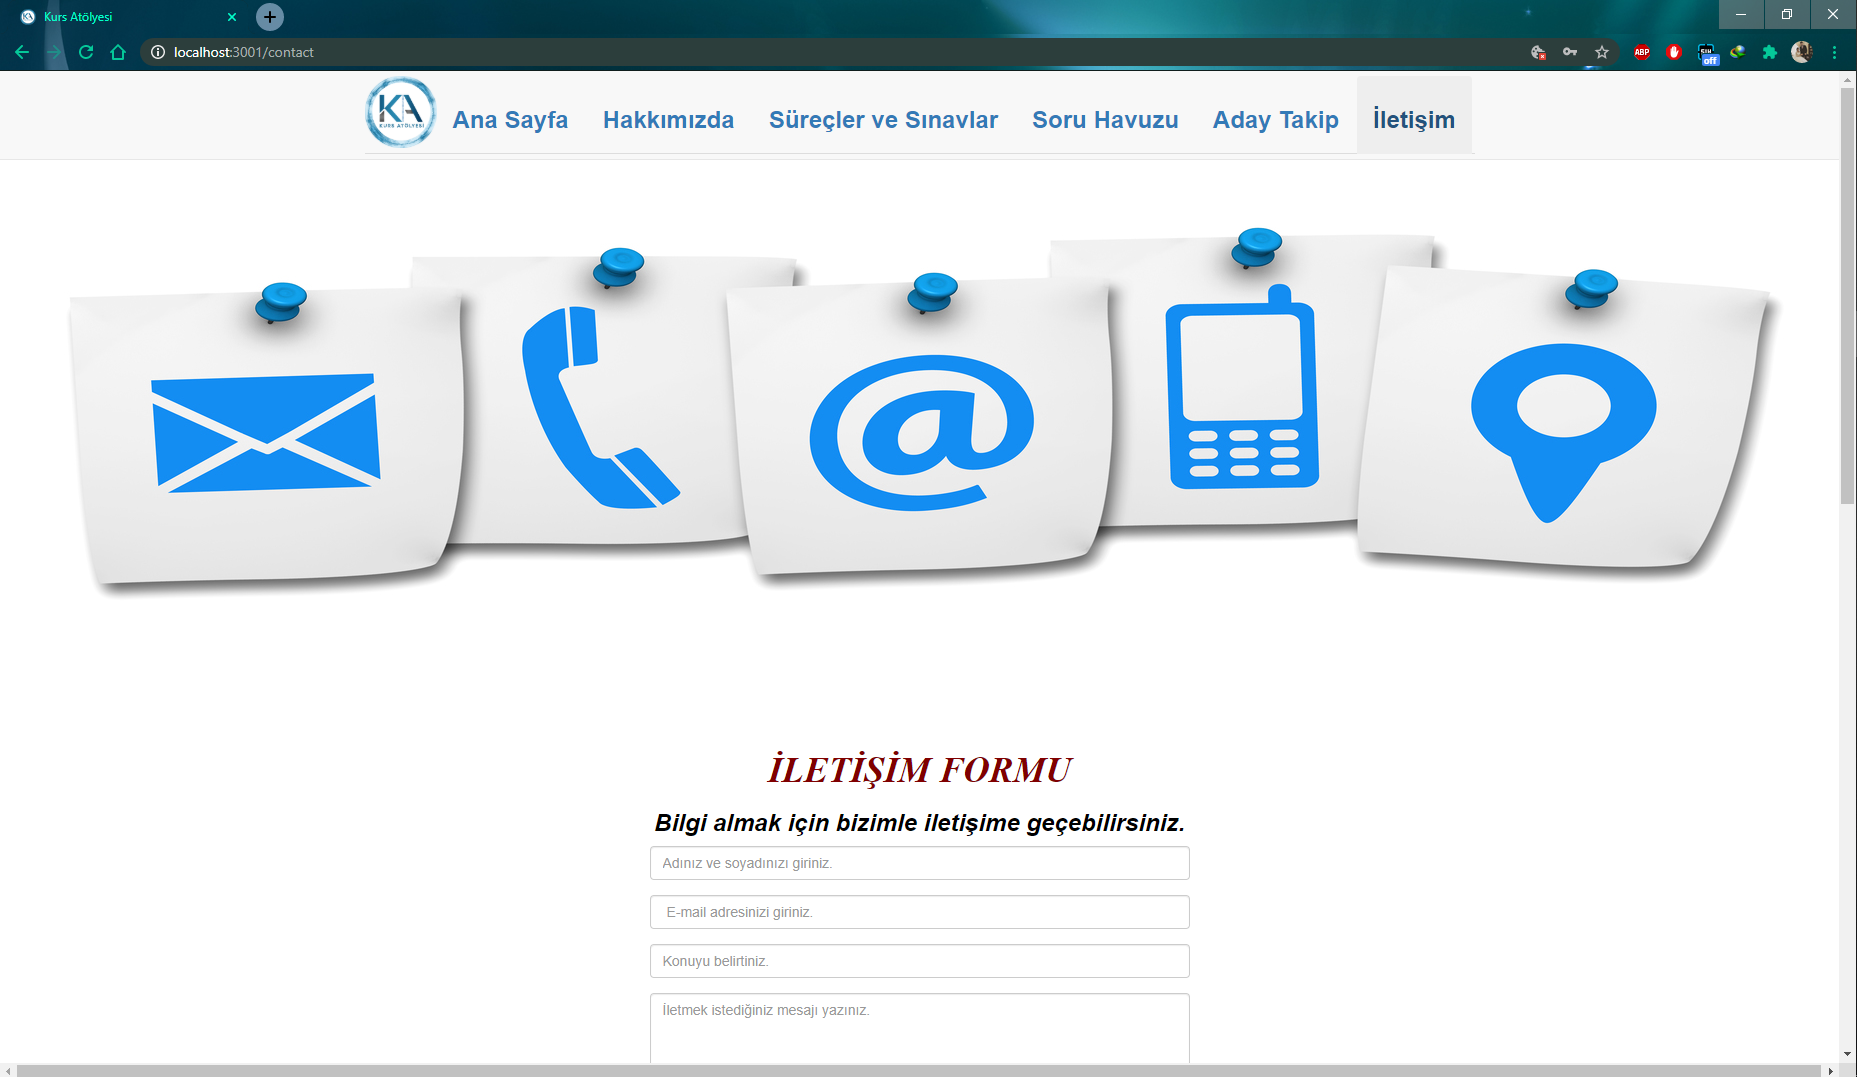 Kurs Atölyesi
localhost:3001/contact
ABP
off
KA
KURS ATÖLYESİ
Ana Sayfa Hakkımızda Süreçler ve Sınavlar Soru Havuzu Aday Takip İletişim
@
İLETİŞİM FORMU
Bilgi almak için bizimle iletişime geçebilirsiniz.
Adınız ve soyadınızı giriniz.
E-mail adresinizi giriniz.
Konuyu belirtiniz.
İletmek istediğiniz mesajı yazınız.